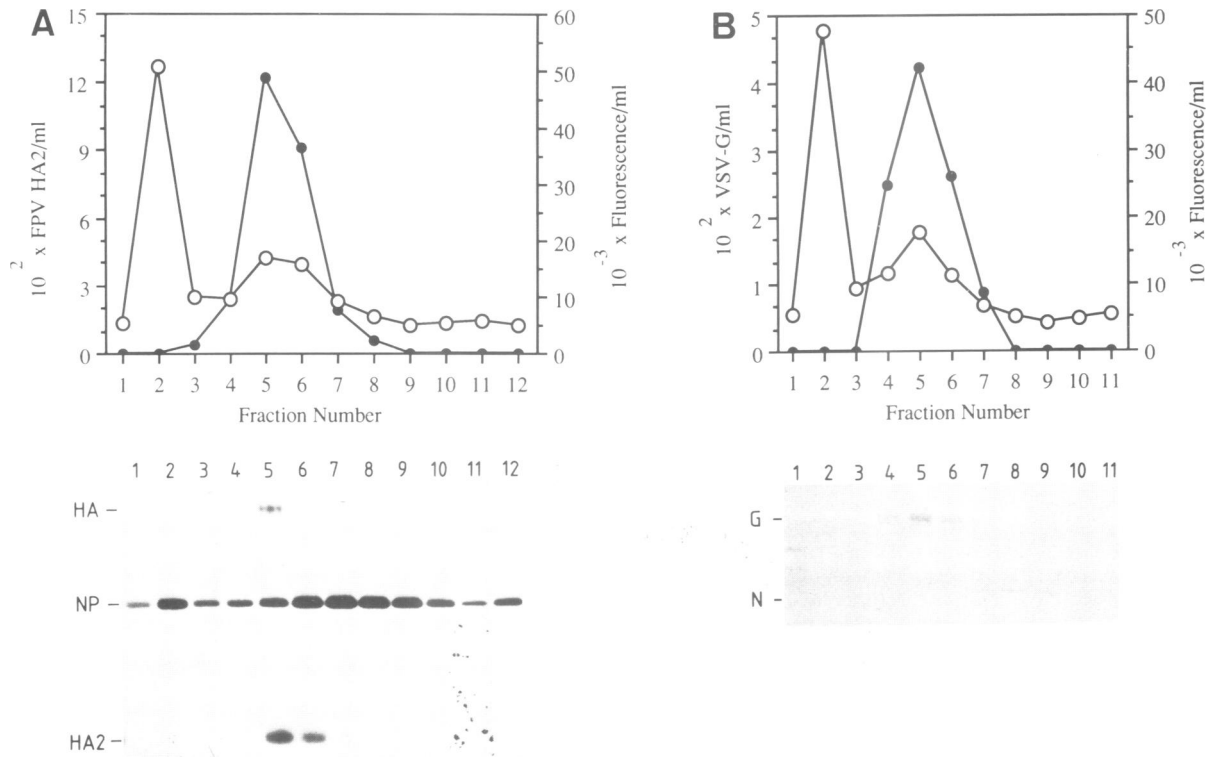 A
15
12
9
6
3
0
10² x FPV HA2/ml
60
50
40
30
20
10
0
10⁻³ x Fluorescence/ml
1 2 3 4 5 6 7 8 9 10 11 12
Fraction Number
1 2 3 4 5 6 7 8 9 10 11 12
HA –
NP –
HA2 –
B
5
4
3
2
1
0
10² x VSV-G/ml
50
40
30
20
10
0
10⁻³ x Fluorescence/ml
1 2 3 4 5 6 7 8 9 10 11
Fraction Number
1 2 3 4 5 6 7 8 9 10 11
G –
N –